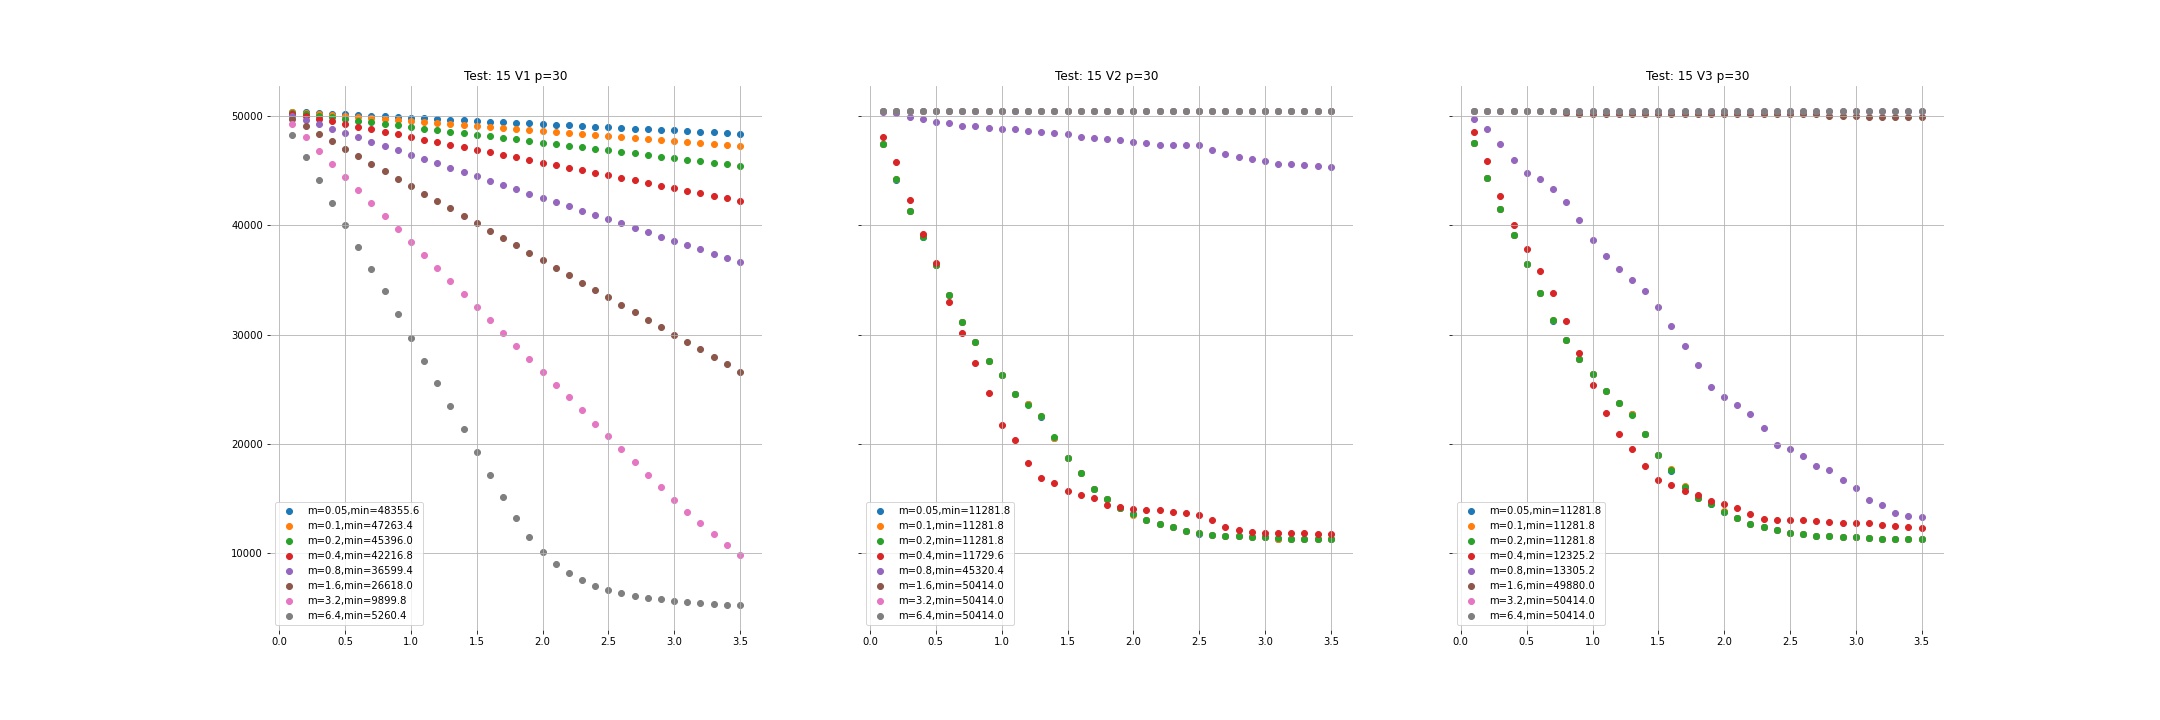 Test: 15 V1 p=30
50000
40000
30000
20000
10000
m=0.05,min=48355.6
m=0.1,min=47263.4
m=0.2,min=45396.0
m=0.4,min=42216.8
m=0.8,min=36599.4
m=1.6,min=26618.0
m=3.2,min=9899.8
m=6.4,min=5260.4
0.0 0.5 1.0 1.5 2.0 2.5 3.0 3.5
Test: 15 V2 p=30
m=0.05,min=11281.8
m=0.1,min=11281.8
m=0.2,min=11281.8
m=0.4,min=11729.6
m=0.8,min=45320.4
m=1.6,min=50414.0
m=3.2,min=50414.0
m=6.4,min=50414.0
0.0 0.5 1.0 1.5 2.0 2.5 3.0 3.5
Test: 15 V3 p=30
m=0.05,min=11281.8
m=0.1,min=11281.8
m=0.2,min=11281.8
m=0.4,min=12325.2
m=0.8,min=13305.2
m=1.6,min=49880.0
m=3.2,min=50414.0
m=6.4,min=50414.0
0.0 0.5 1.0 1.5 2.0 2.5 3.0 3.5